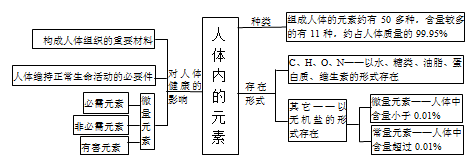 构成人体组织的重要材料
人体维持正常生命活动的必要件
必需元素
非必需元素
有害元素
微量元素
对人体
健康的
影响
人体内的元素
种类
组成人体的元素约有 50 多种，含量较多
的有 11 种，约占人体质量的 99.95%
存在
形式
C、H、O、N——以水、糖类、油脂、蛋
白质、维生素的形式存在
其它——以
无机盐的形
式存在
微量元素——人体中
含量小于 0.01%
常量元素——人体中
含量超过 0.01%